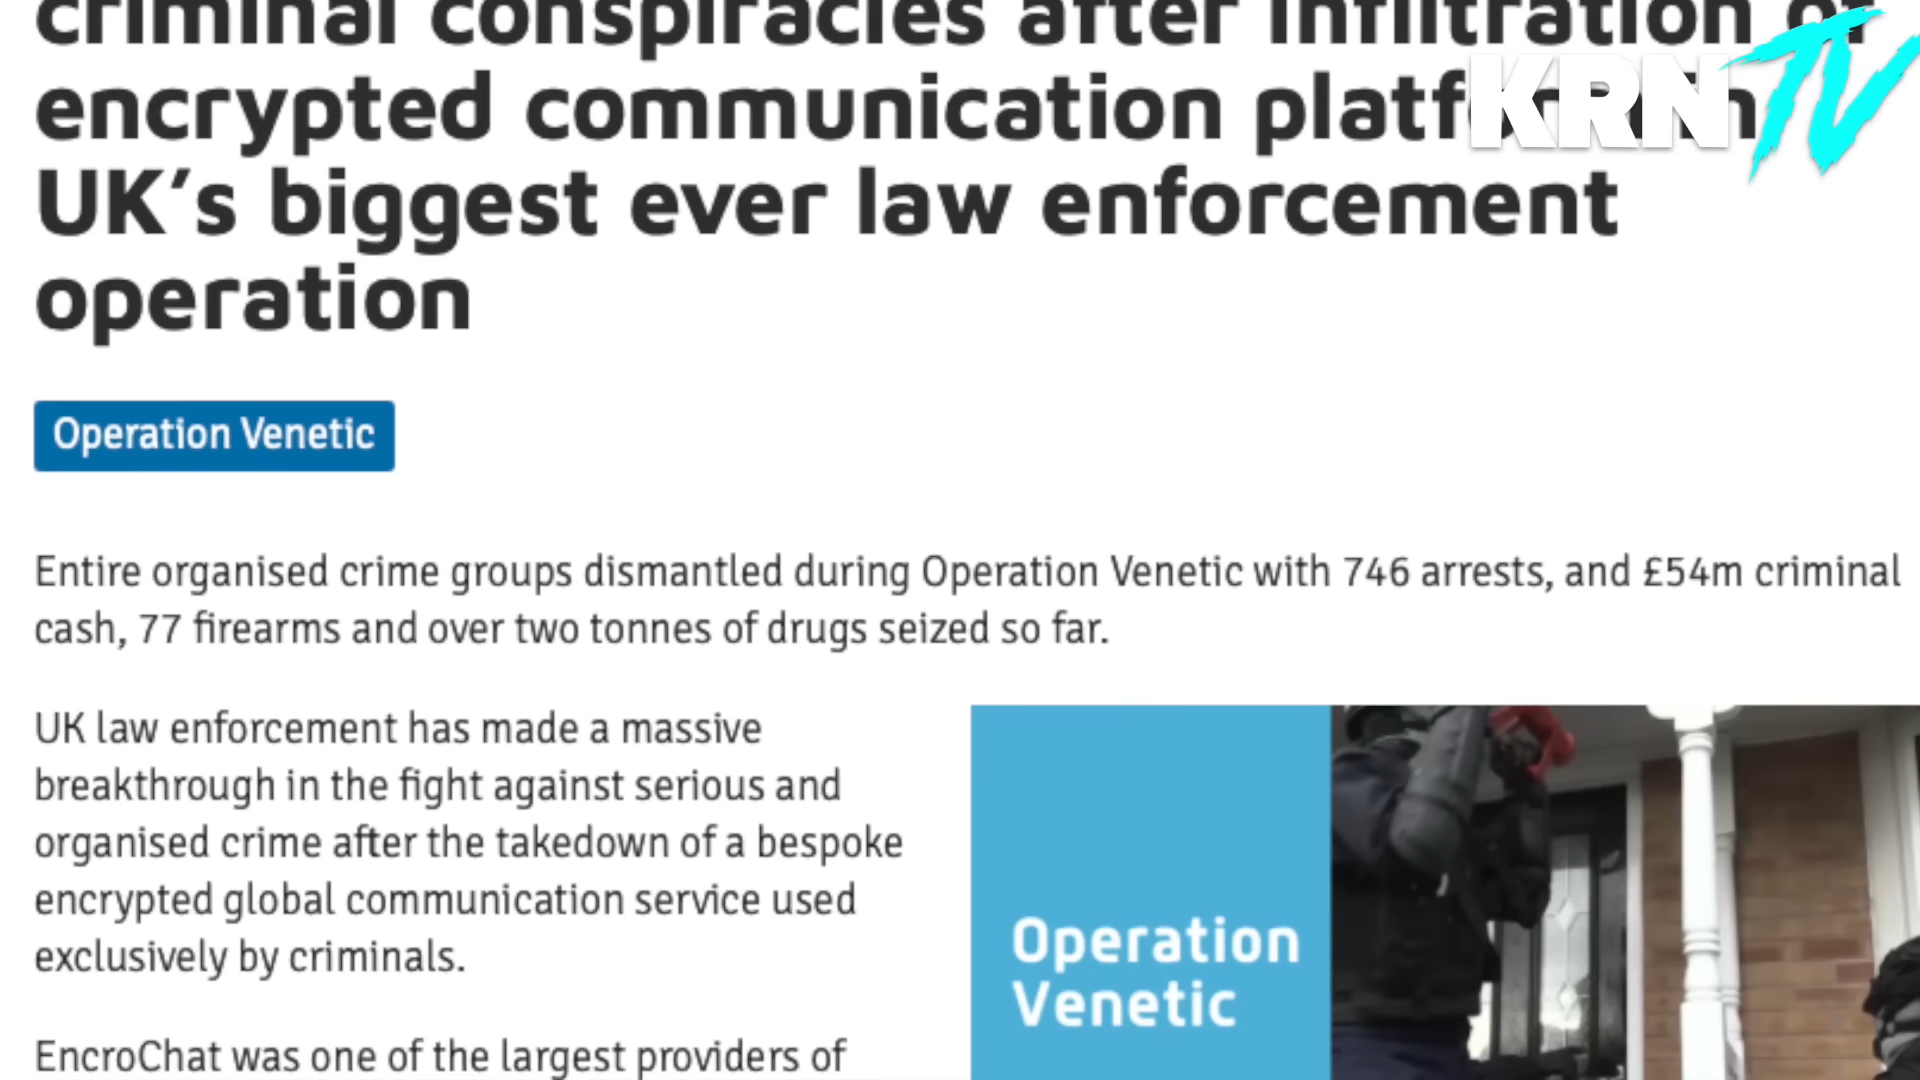 criminal conspiracies after infiltration of
encrypted communication platform in
UK's biggest ever law enforcement
operation
KRN TV
Operation Venetic
Entire organised crime groups dismantled during Operation Venetic with 746 arrests, and £54m criminal
cash, 77 firearms and over two tonnes of drugs seized so far.
UK law enforcement has made a massive
breakthrough in the fight against serious and
organised crime after the takedown of a bespoke
encrypted global communication service used
exclusively by criminals.
EncroChat was one of the largest providers of
Operation
Venetic